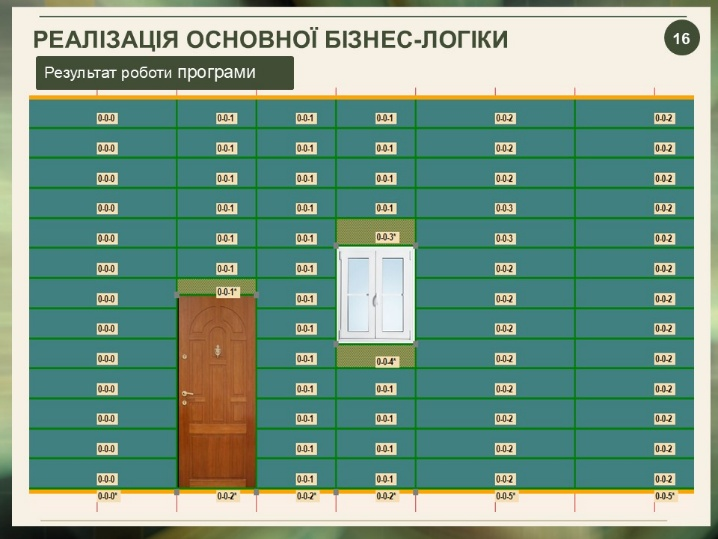 РЕАЛІЗАЦІЯ ОСНОВНОЇ БІЗНЕС-ЛОГІКИ
16
Результат роботи програми
0-0-0 0-0-1 0-0-1 0-0-1 0-0-2 0-0-2
0-0-0 0-0-1 0-0-1 0-0-1 0-0-2 0-0-2
0-0-0 0-0-1 0-0-1 0-0-1 0-0-2 0-0-2
0-0-0 0-0-1 0-0-1 0-0-1 0-0-3 0-0-2
0-0-0 0-0-1 0-0-1 0-0-3* 0-0-3 0-0-2
0-0-0 0-0-1 0-0-1 0-0-2 0-0-2
0-0-0 0-0-1* 0-0-1 0-0-2 0-0-2
0-0-0 0-0-1 0-0-2 0-0-2
0-0-0 0-0-1 0-0-4* 0-0-2 0-0-2
0-0-0 0-0-1 0-0-1 0-0-2 0-0-2
0-0-0 0-0-1 0-0-1 0-0-2 0-0-2
0-0-0 0-0-1 0-0-1 0-0-2 0-0-2
0-0-0 0-0-1 0-0-1 0-0-2 0-0-2
0-0-0* 0-0-2* 0-0-2* 0-0-2* 0-0-5* 0-0-5*